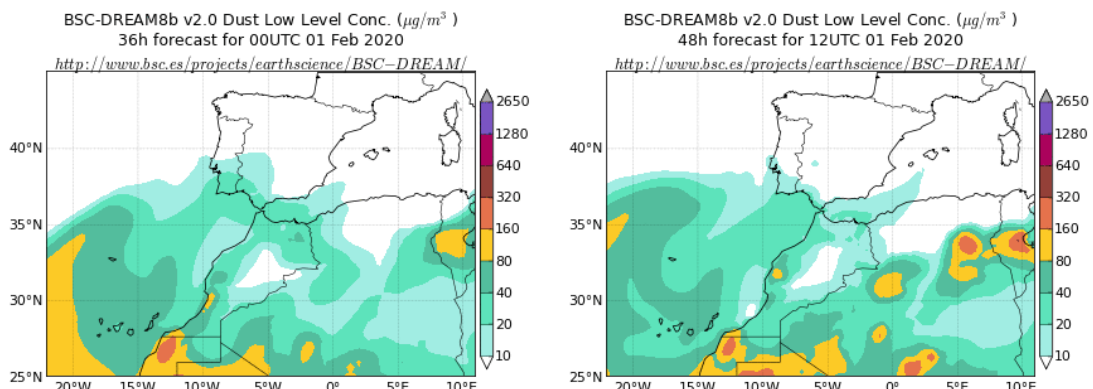 BSC-DREAM8b v2.0 Dust Low Level Conc. (μg/m³ )
36h forecast for 00UTC 01 Feb 2020
http://www.bsc.es/projects/earthscience/BSC−DREAM/
40°N
35°N
30°N
25°N
20°W 15°W 10°W 5°W 0° 5°E 10°E
2650
1280
640
320
160
80
40
20
10
BSC-DREAM8b v2.0 Dust Low Level Conc. (μg/m³ )
48h forecast for 12UTC 01 Feb 2020
http://www.bsc.es/projects/earthscience/BSC−DREAM/
40°N
35°N
30°N
25°N
20°W 15°W 10°W 5°W 0° 5°E 10°E
2650
1280
640
320
160
80
40
20
10